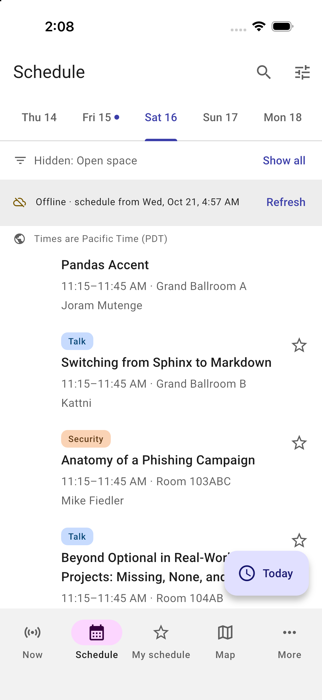 2:08
Schedule
Thu 14 Fri 15 Sat 16 Sun 17 Mon 18
Hidden: Open space Show all
Offline · schedule from Wed, Oct 21, 4:57 AM Refresh
Times are Pacific Time (PDT)
Pandas Accent
11:15–11:45 AM · Grand Ballroom A
Joram Mutenge
Talk
Switching from Sphinx to Markdown
11:15–11:45 AM · Grand Ballroom B
Kattni
Security
Anatomy of a Phishing Campaign
11:15–11:45 AM · Room 103ABC
Mike Fiedler
Talk
Beyond Optional in Real-Wor
Projects: Missing, None, and
11:15–11:45 AM · Room 104AB
Today
Now Schedule My schedule Map More